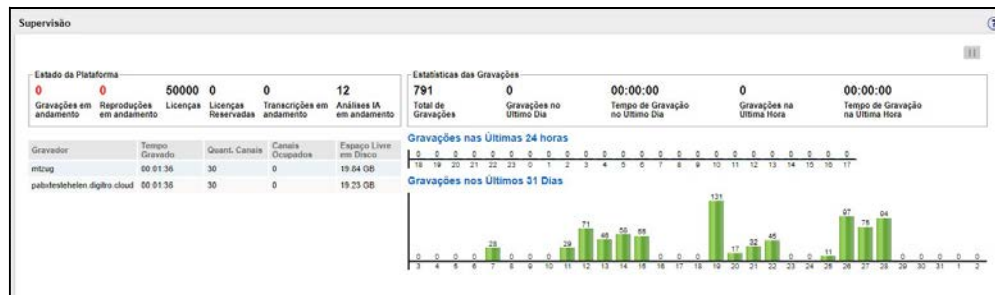 Supervisão
Estado da Plataforma
0 0 50000 0 0 12
Gravações em andamento Reproduções em andamento Licenças Licenças Reservadas Transcrições em andamento Análises IA em andamento
Gravador Tempo Gravado Quant. Canais Canais Ocupados Espaço Livre em Disco
mtzug 00:01:36 30 0 19.84 GB
pabxtestehelen.digitro.cloud 00:01:36 30 0 19.23 GB
Estatísticas das Gravações
791 0 00:00:00 0 00:00:00
Total de Gravações Gravações no Último Dia Tempo de Gravação no Último Dia Gravações na Última Hora Tempo de Gravação na Última Hora
Gravações nas Últimas 24 horas
0 0 0 0 0 0 0 0 0 0 0 0 0 0 0 0 0 0 0 0 0 0 0 0
18 19 20 21 22 23 0 1 2 3 4 5 6 7 8 9 10 11 12 13 14 15 16 17
Gravações nos Últimos 31 Dias
0 0 0 0 28 0 0 0 29 71 46 58 0 0 131 17 32 45 0 0 11 97 75 84 0 0 0 0 0
3 4 5 6 7 8 9 10 11 12 13 14 15 16 17 18 19 20 21 22 23 24 25 26 27 28 29 30 31 1 2